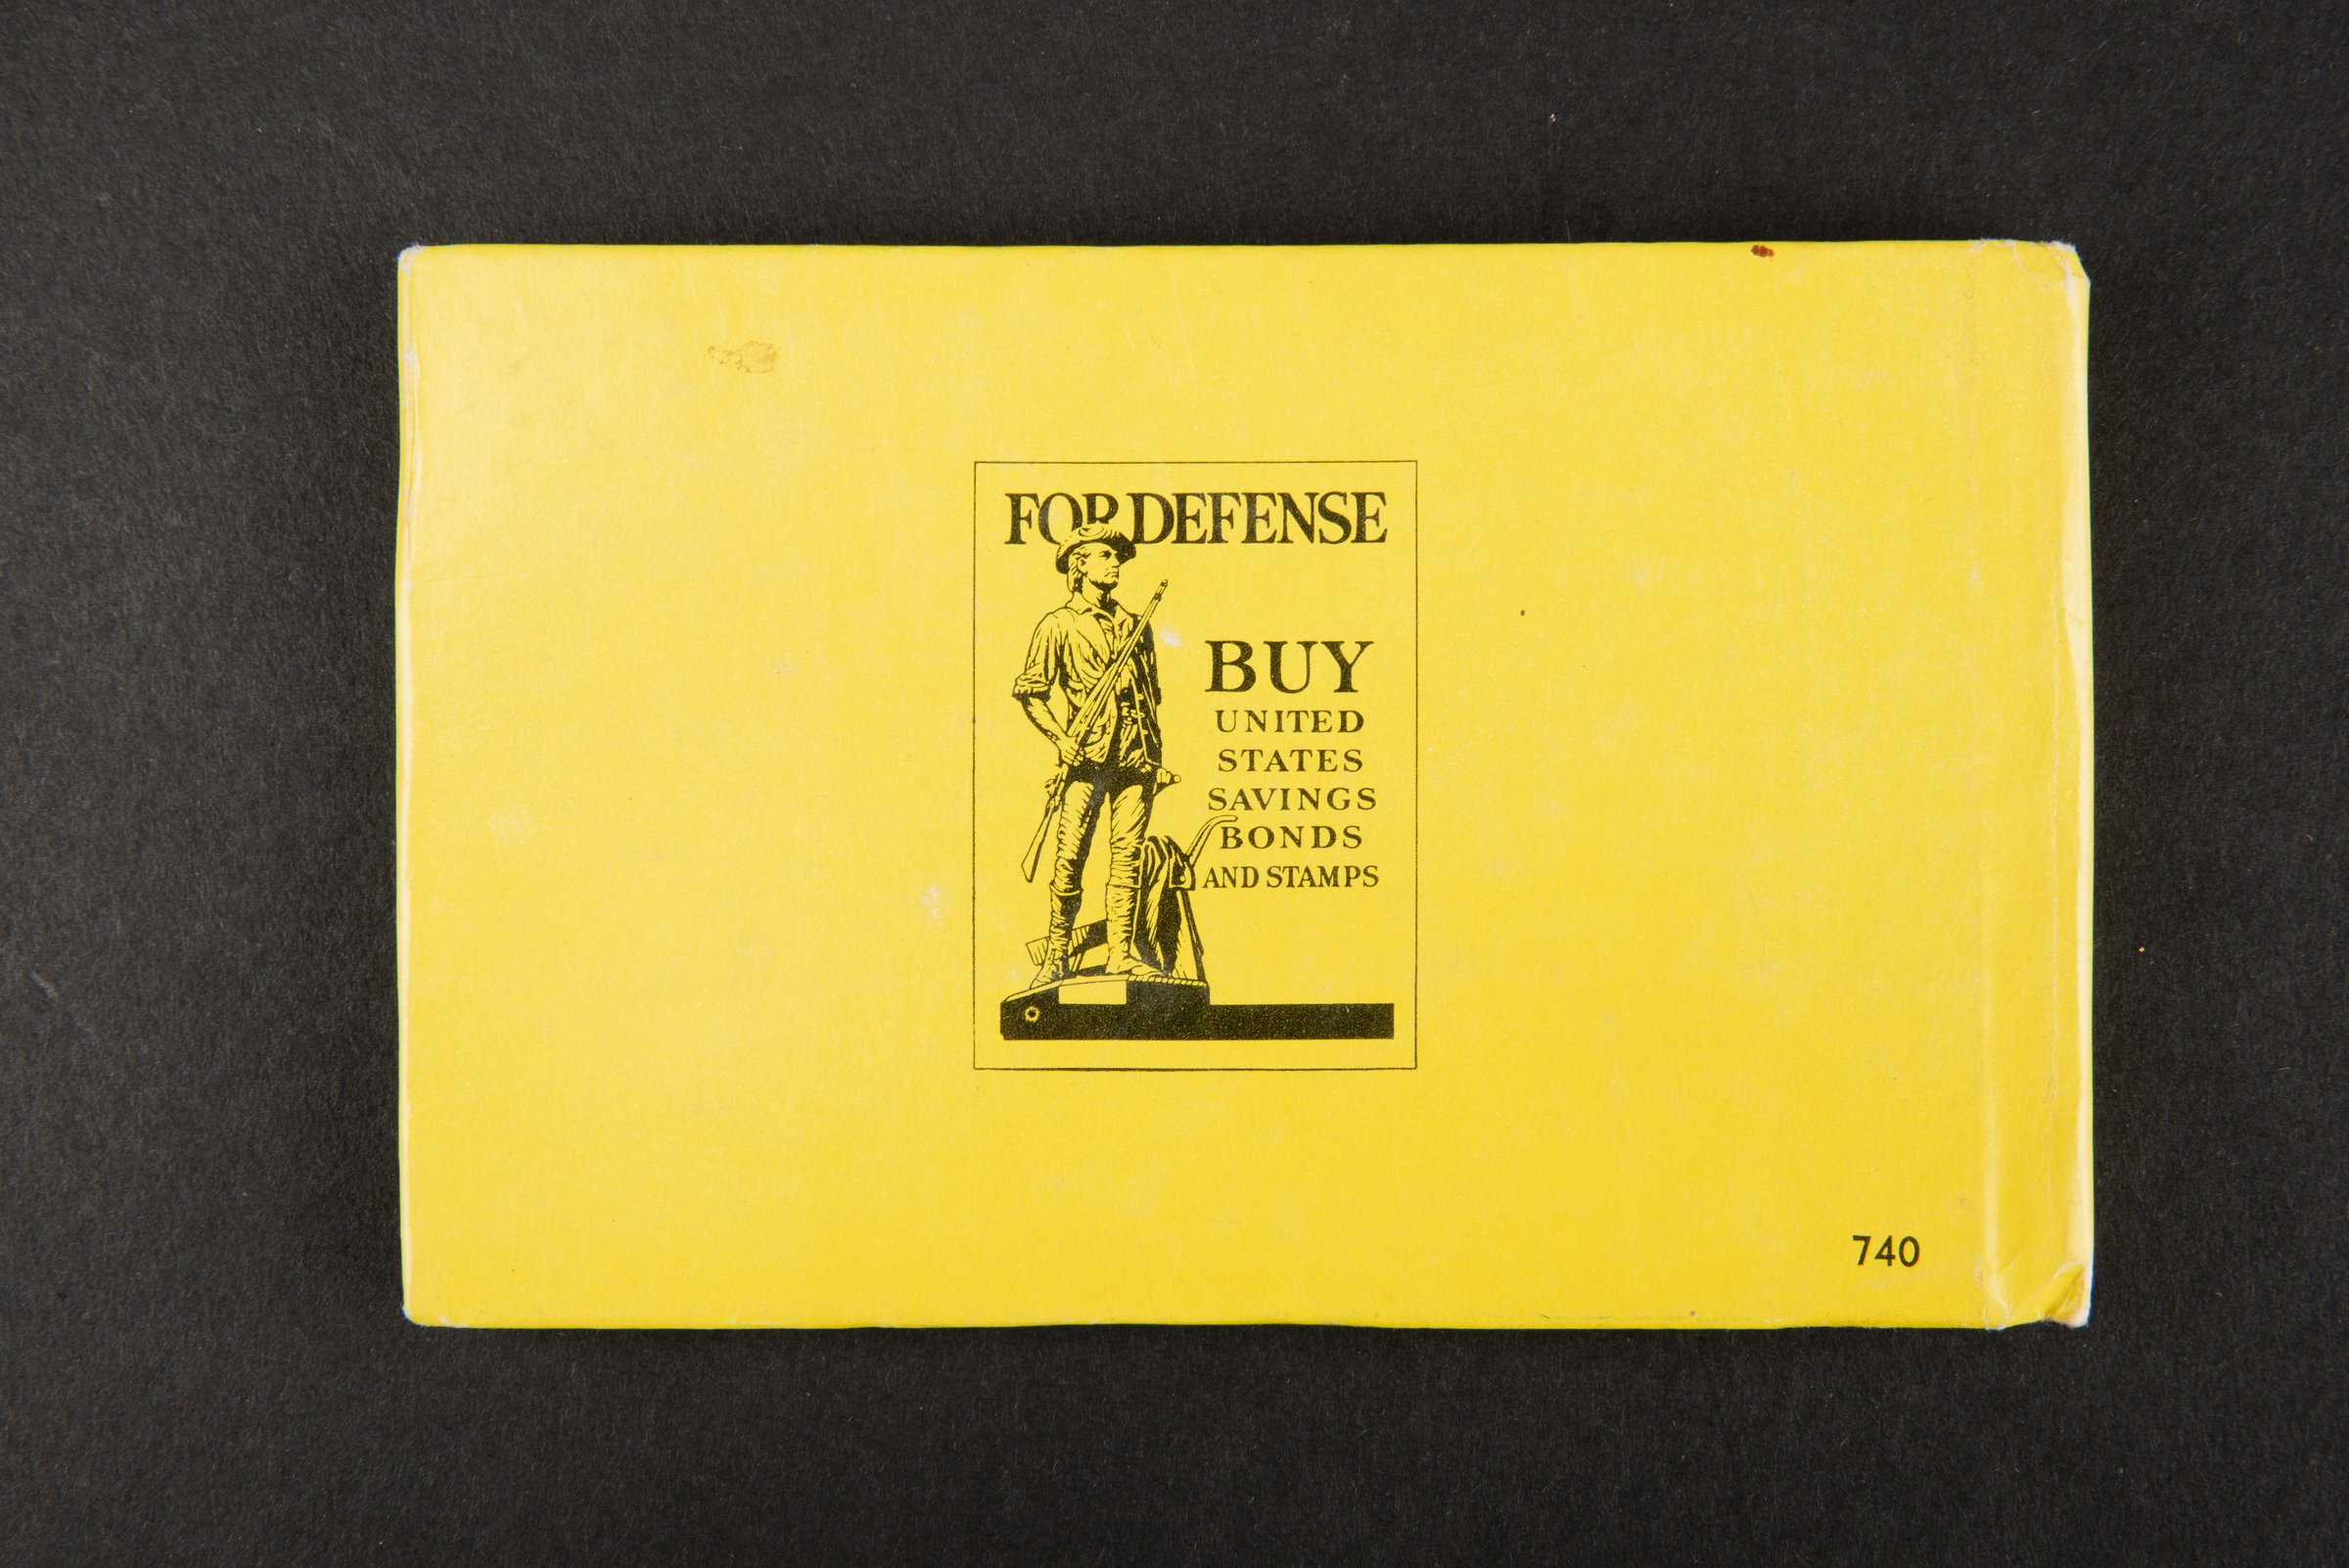 FOR DEFENSE
BUY
UNITED
STATES
SAVINGS
BONDS
AND STAMPS
740